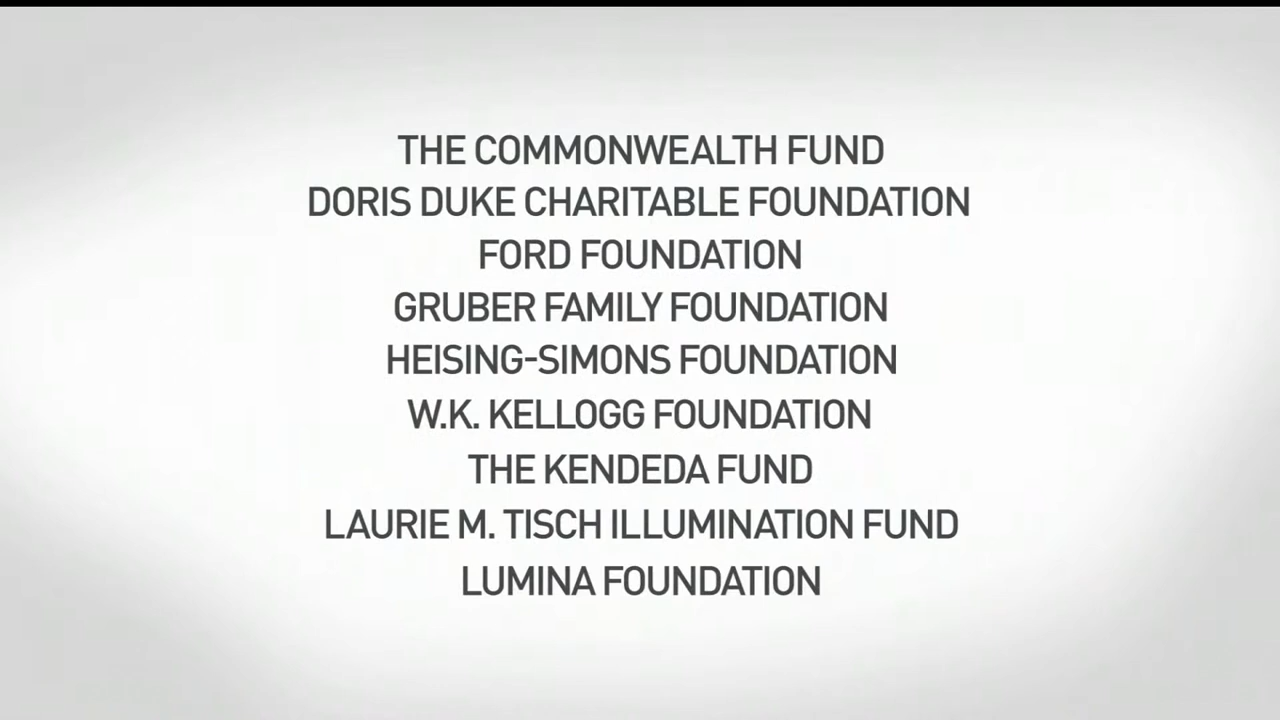 THE COMMONWEALTH FUND
DORIS DUKE CHARITABLE FOUNDATION
FORD FOUNDATION
GRUBER FAMILY FOUNDATION
HEISING-SIMONS FOUNDATION
W.K. KELLOGG FOUNDATION
THE KENDEDA FUND
LAURIE M. TISCH ILLUMINATION FUND
LUMINA FOUNDATION